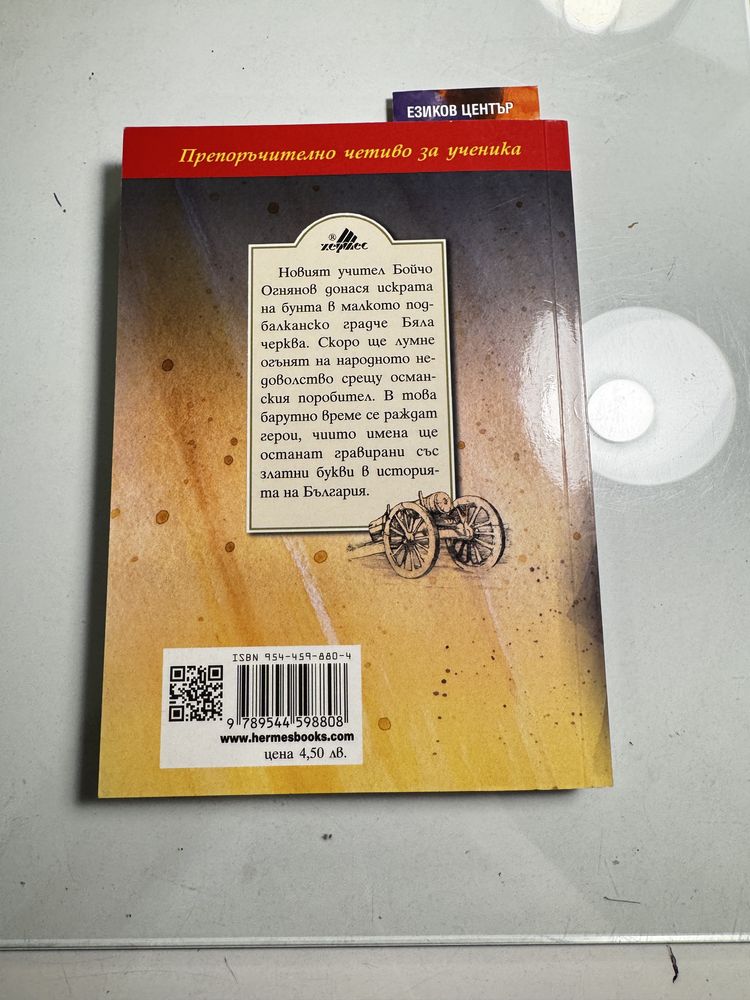 ЕЗИКОВ ЦЕНТЪР
Препоръчително четиво за ученика
®
хермес
Новият учител Бойчо
Огнянов донася искрата
на бунта в малкото под-
балканско градче Бяла
черква. Скоро ще лумне
огънят на народното не-
доволство срещу осман-
ския поробител. В това
барутно време се раждат
герои, чиито имена ще
останат гравирани със
златни букви в история-
та на България.
ISBN 954-459-880-4
9 789544 598808
www.hermesbooks.com
цена 4,50 лв.